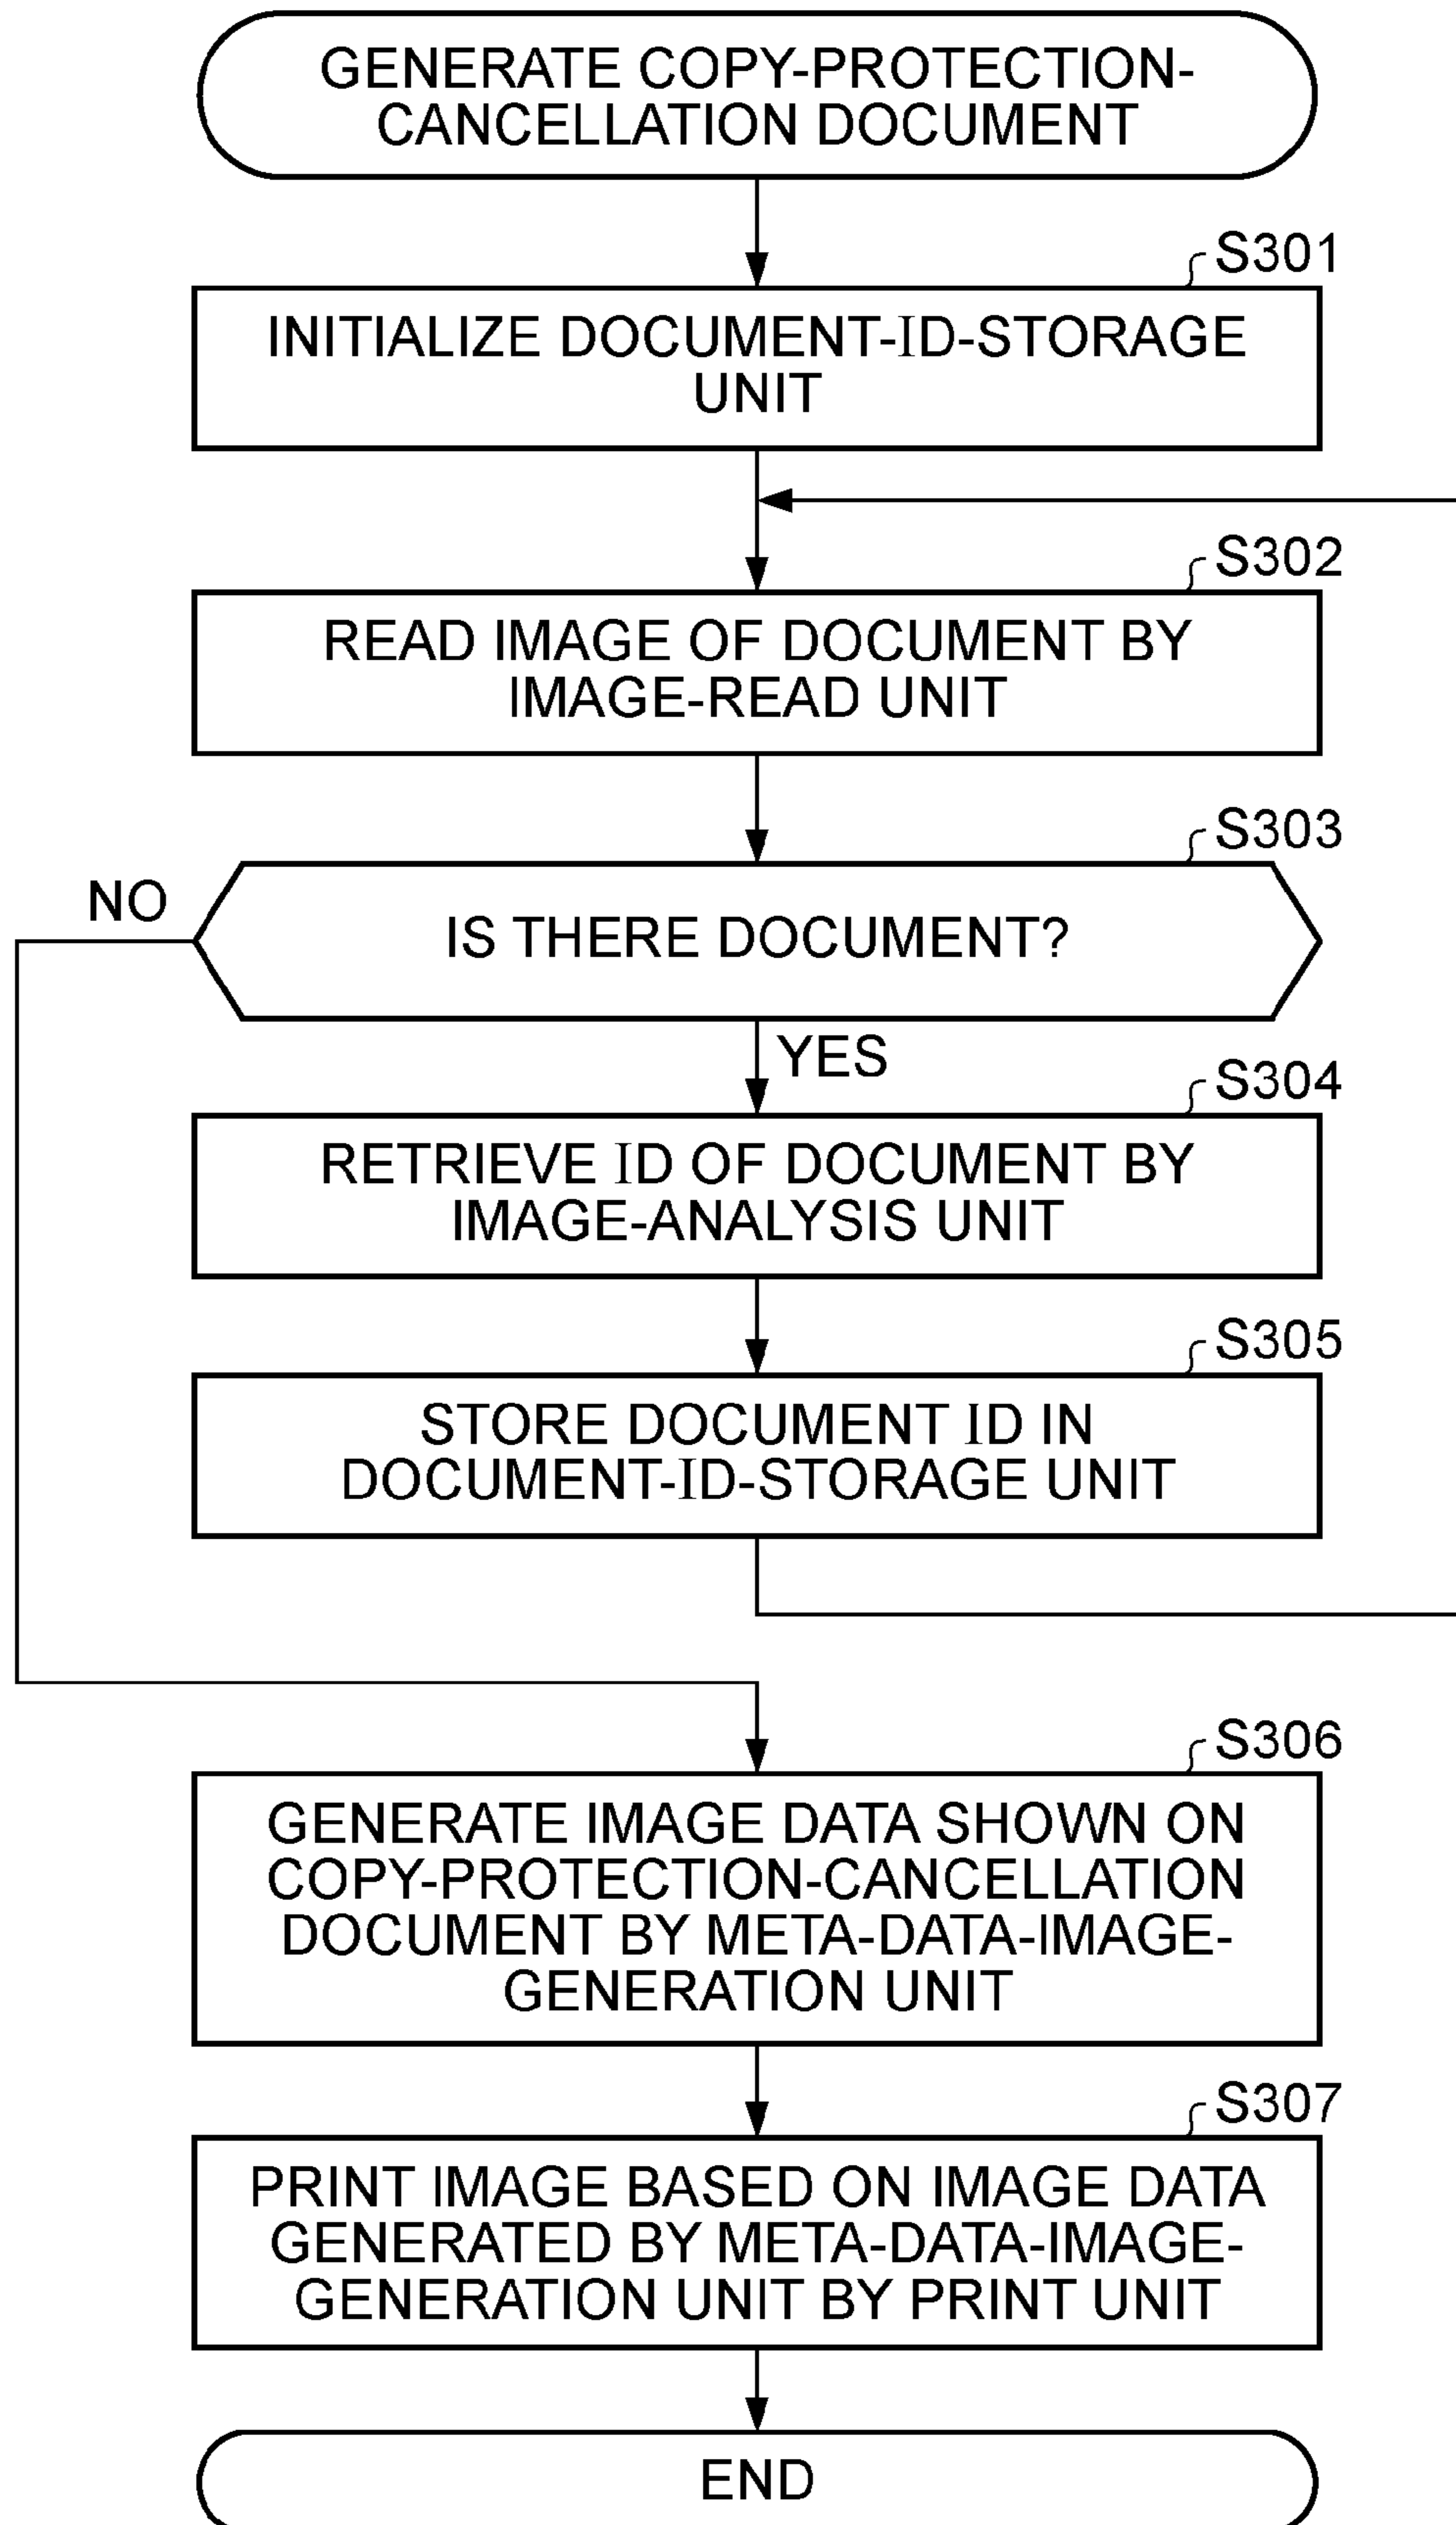 GENERATE COPY-PROTECTION-
CANCELLATION DOCUMENT
S301
INITIALIZE DOCUMENT-ID-STORAGE
UNIT
S302
READ IMAGE OF DOCUMENT BY
IMAGE-READ UNIT
S303
NO
IS THERE DOCUMENT?
YES
S304
RETRIEVE ID OF DOCUMENT BY
IMAGE-ANALYSIS UNIT
S305
STORE DOCUMENT ID IN
DOCUMENT-ID-STORAGE UNIT
S306
GENERATE IMAGE DATA SHOWN ON
COPY-PROTECTION-CANCELLATION
DOCUMENT BY META-DATA-IMAGE-
GENERATION UNIT
S307
PRINT IMAGE BASED ON IMAGE DATA
GENERATED BY META-DATA-IMAGE-
GENERATION UNIT BY PRINT UNIT
END